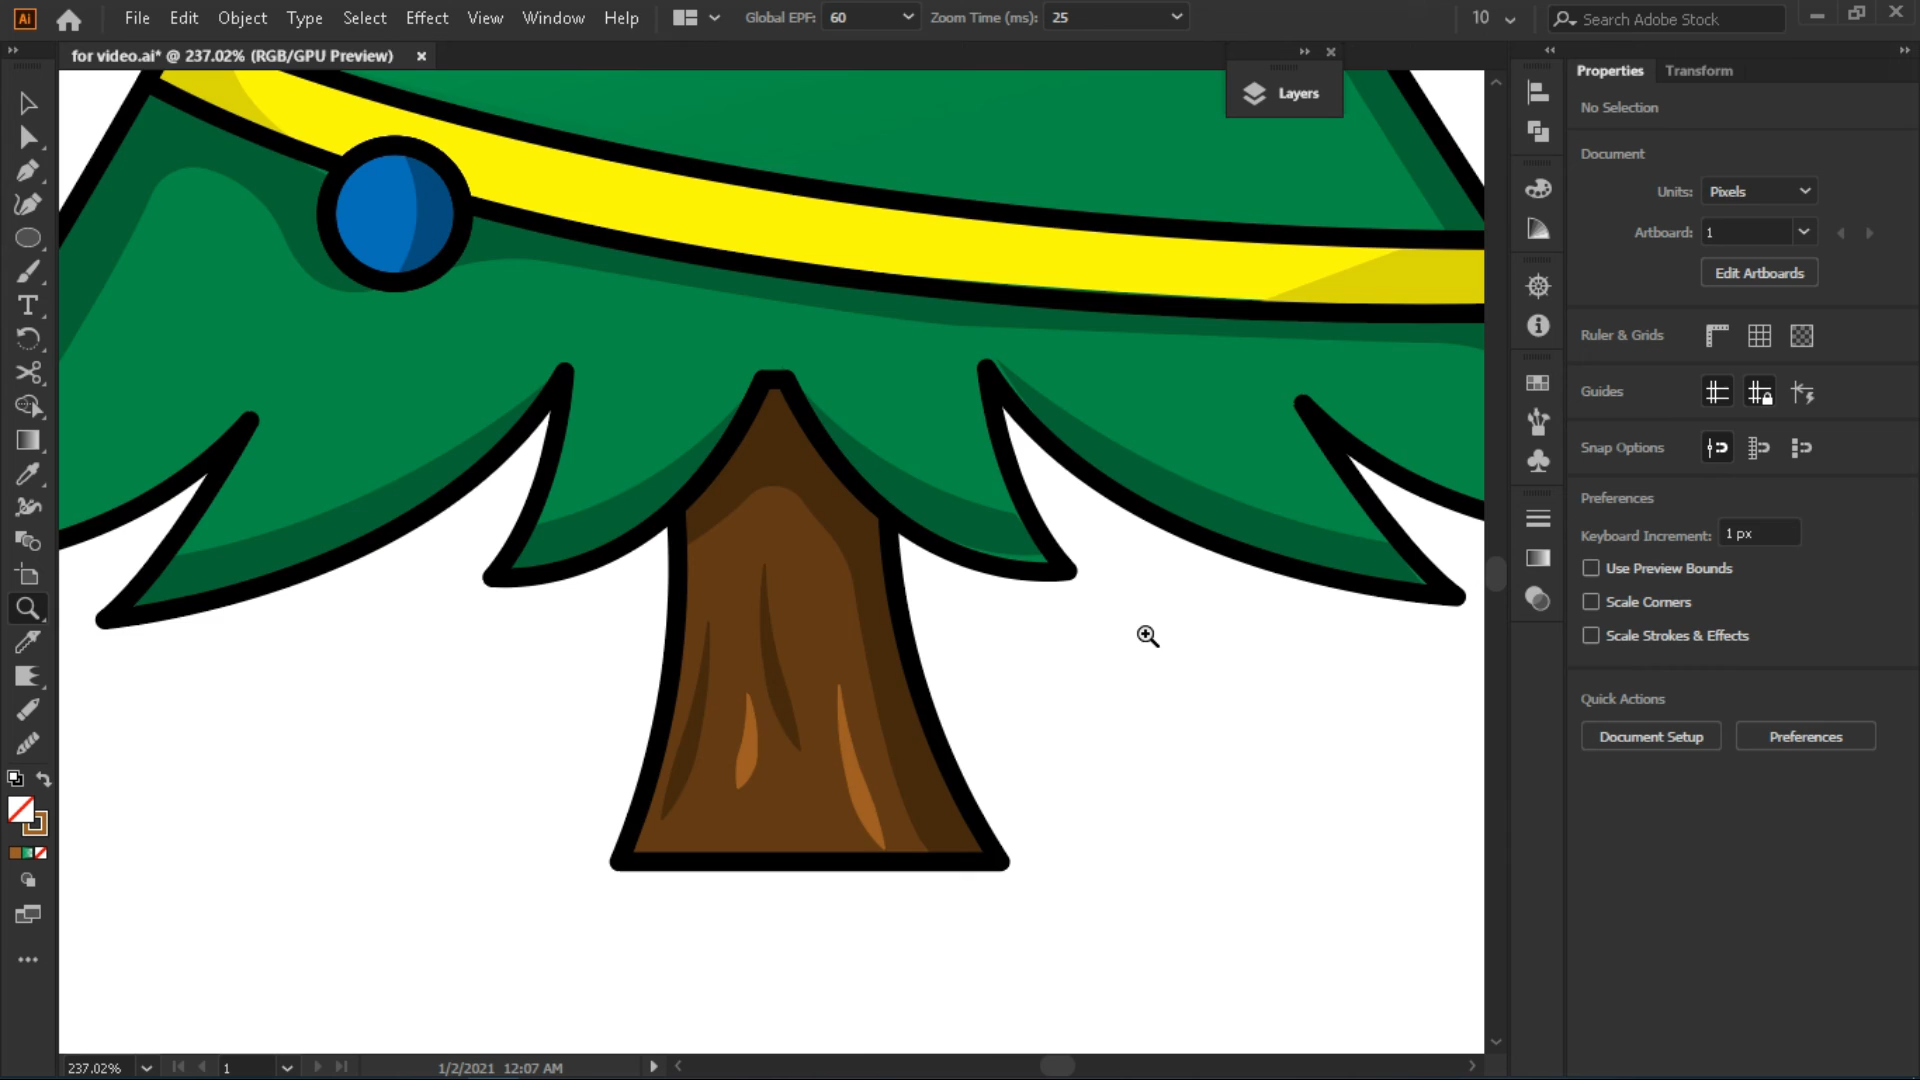 Ai File Edit Object Type Select Effect View Window Help Global EPF: 60 Zoom Time (ms): 25 10 Search Adobe Stock
for video.ai* @ 237.02% (RGB/GPU Preview)
Layers
Properties Transform
No Selection
Document
Units: Pixels
Artboard: 1
Edit Artboards
Ruler & Grids
Guides
Snap Options
Preferences
Keyboard Increment: 1 px
Use Preview Bounds
Scale Corners
Scale Strokes & Effects
Quick Actions
Document Setup Preferences
237.02% 1 1/2/2021 12:07 AM